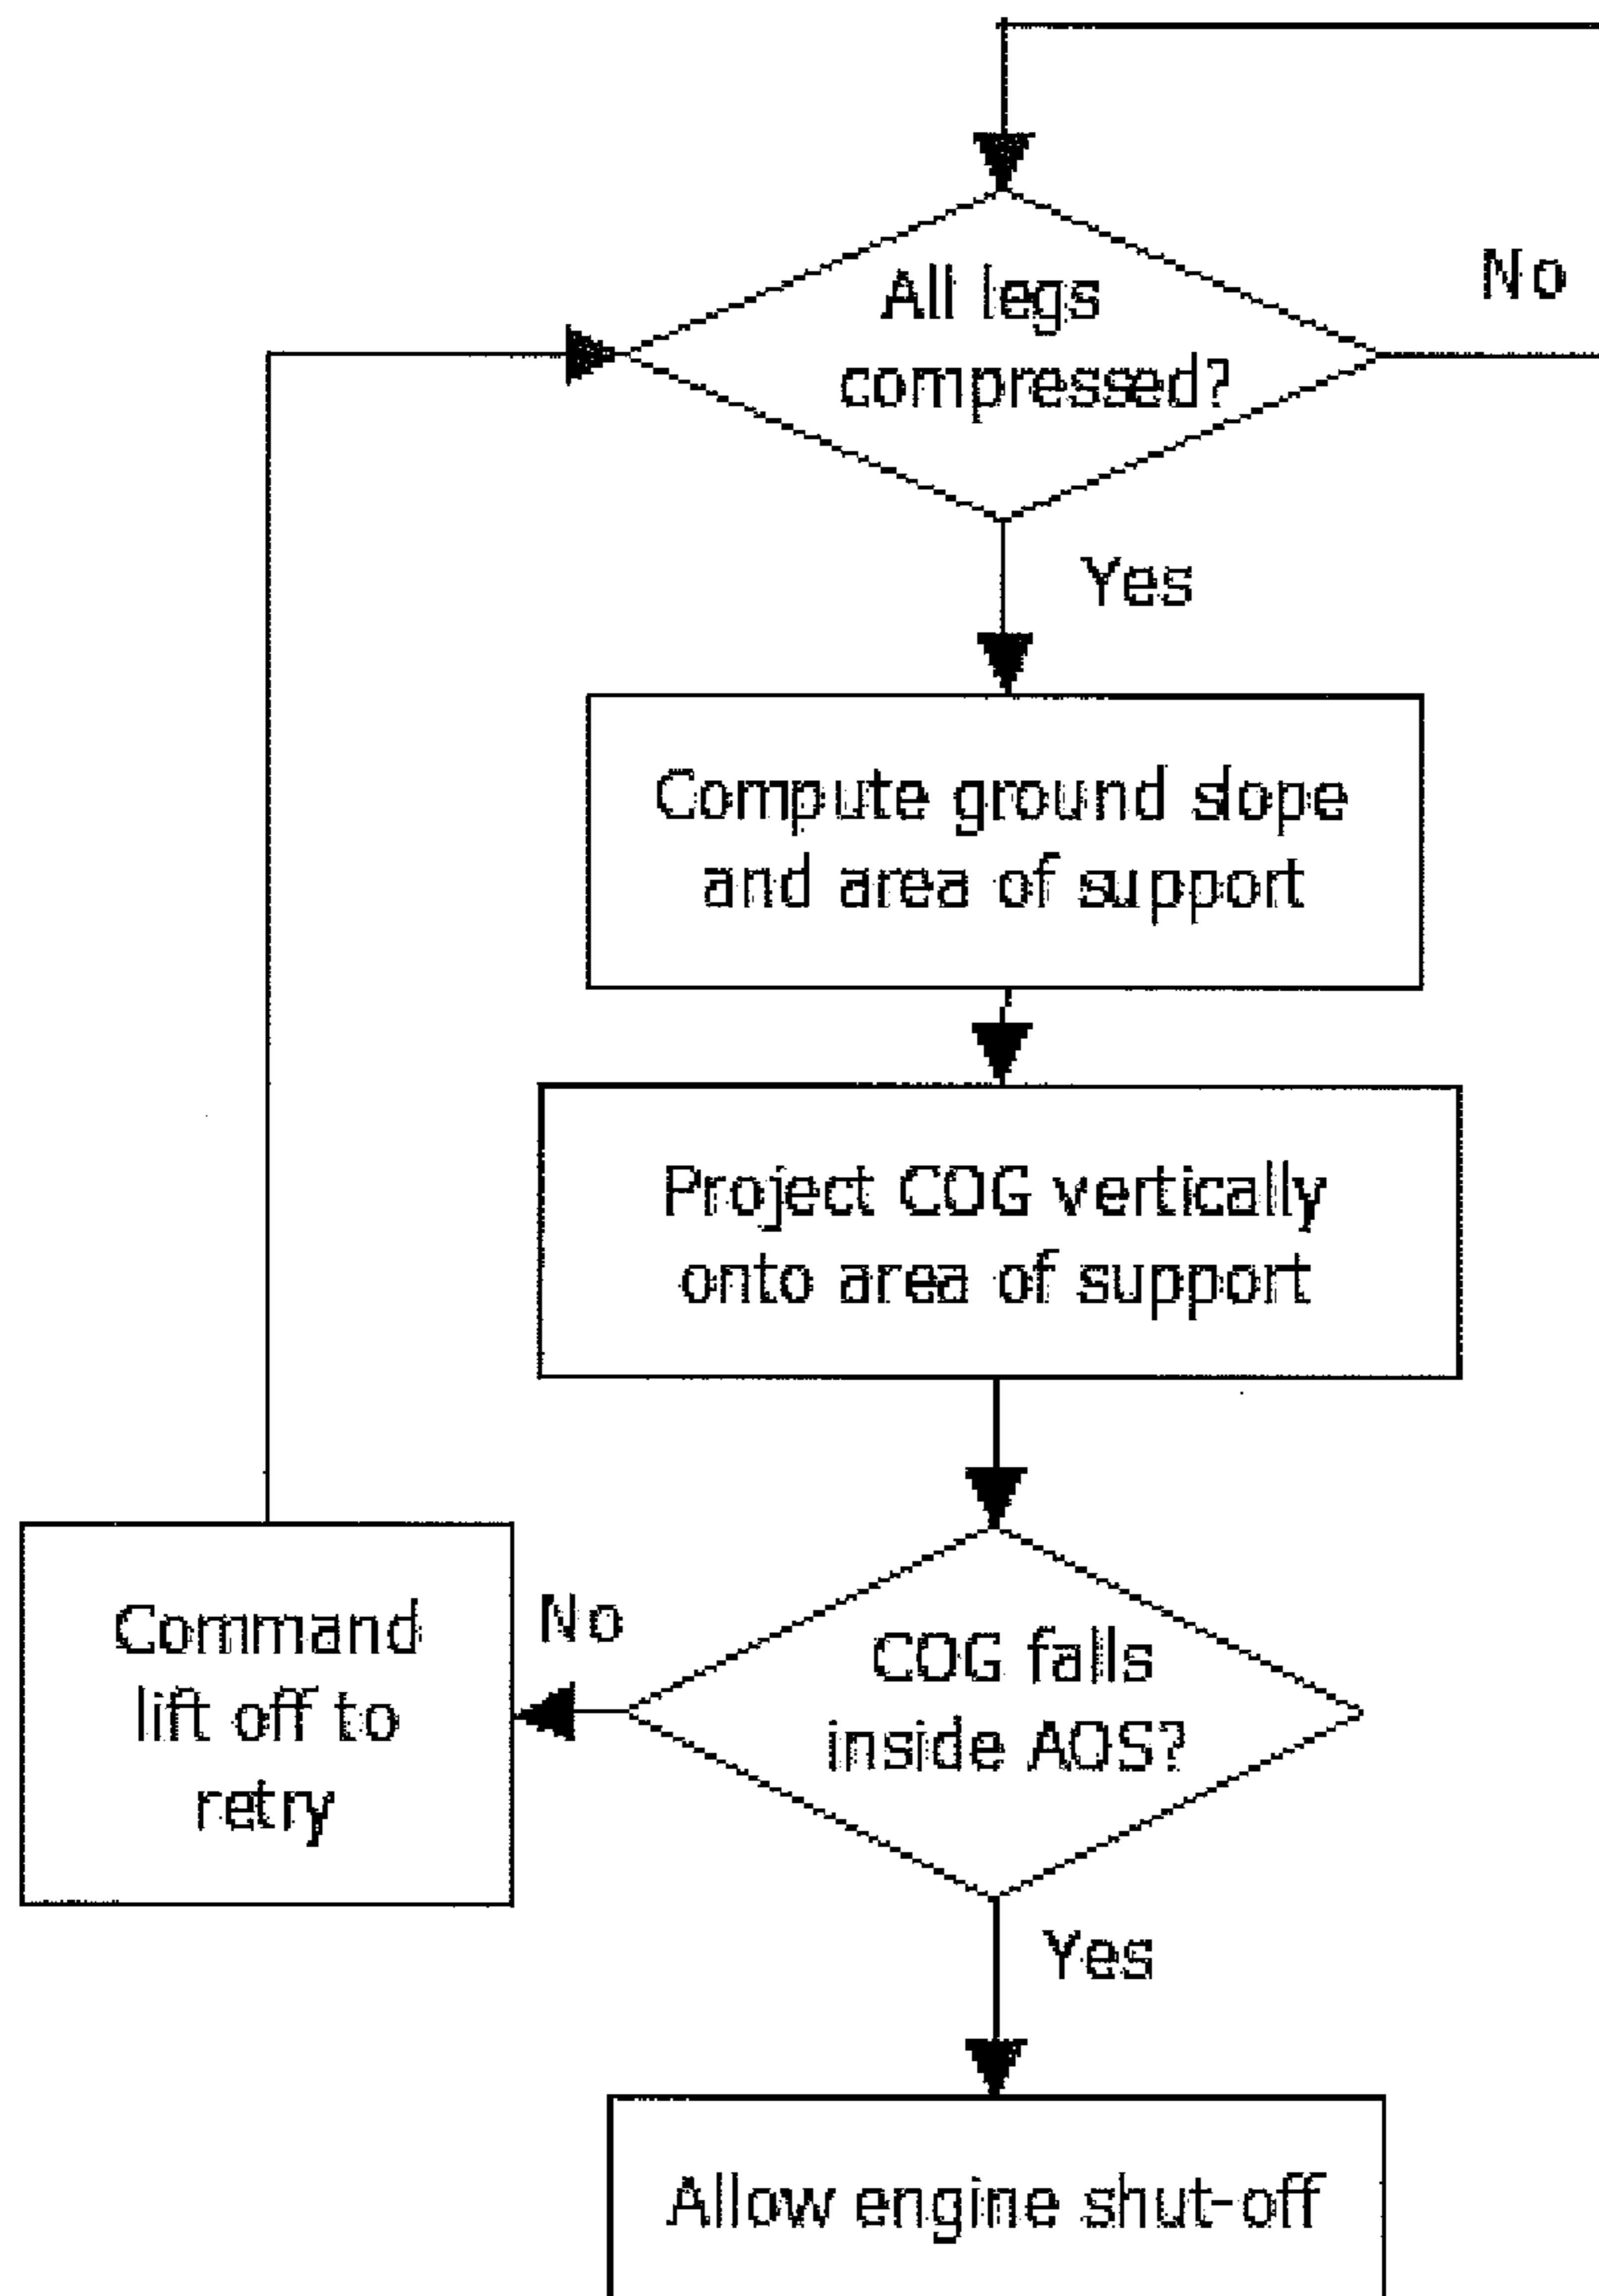 All legs
compressed?
No
Yes
Compute ground slope
and area of support
Project COG vertically
onto area of support
COG falls
inside AOS?
No
Command
lift off to
retry
Yes
Allow engine shut-off